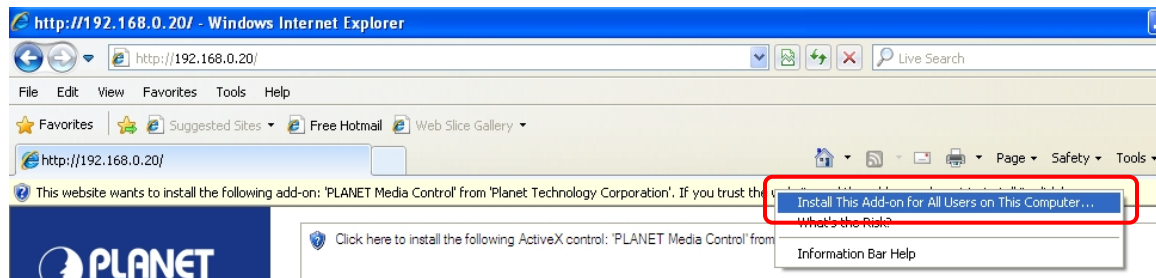 http://192.168.0.20/ - Windows Internet Explorer
http://192.168.0.20/ Live Search
File Edit View Favorites Tools Help
Favorites Suggested Sites Free Hotmail Web Slice Gallery
http://192.168.0.20/ Page Safety Tools
This website wants to install the following add-on: 'PLANET Media Control' from 'Planet Technology Corporation'. If you trust the
Install This Add-on for All Users on This Computer...
What's the Risk?
Information Bar Help
Click here to install the following ActiveX control: 'PLANET Media Control' from
PLANET